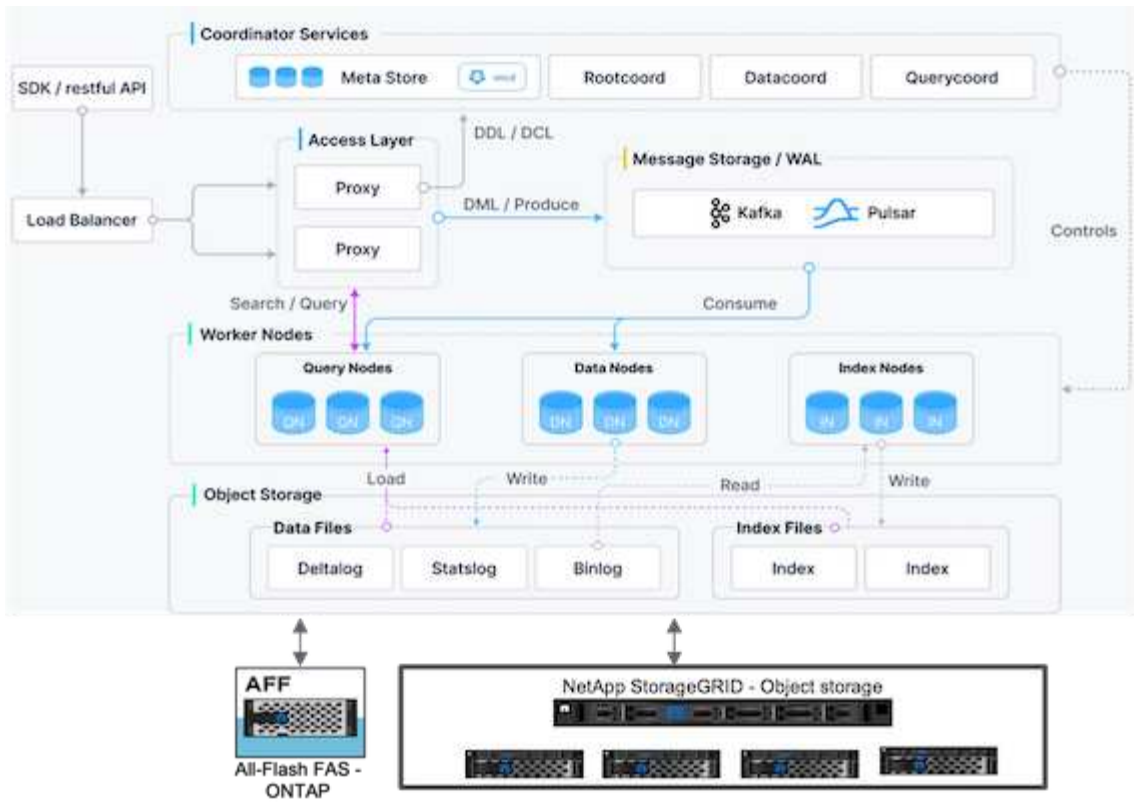 Coordinator Services
Meta Store
etcd
Rootcoord
Datacoord
Querycoord
SDK / restful API
Access Layer
DDL / DCL
Message Storage / WAL
Proxy
Load Balancer
DML / Produce
Kafka
Pulsar
Controls
Proxy
Search / Query
Consume
Worker Nodes
Query Nodes
Data Nodes
Index Nodes
QN
QN
QN
DN
DN
DN
IN
IN
IN
Load
Write
Read
Write
Object Storage
Data Files
Index Files
Deltalog
Statslog
Binlog
Index
Index
AFF
NetApp StorageGRID - Object storage
All-Flash FAS -
ONTAP